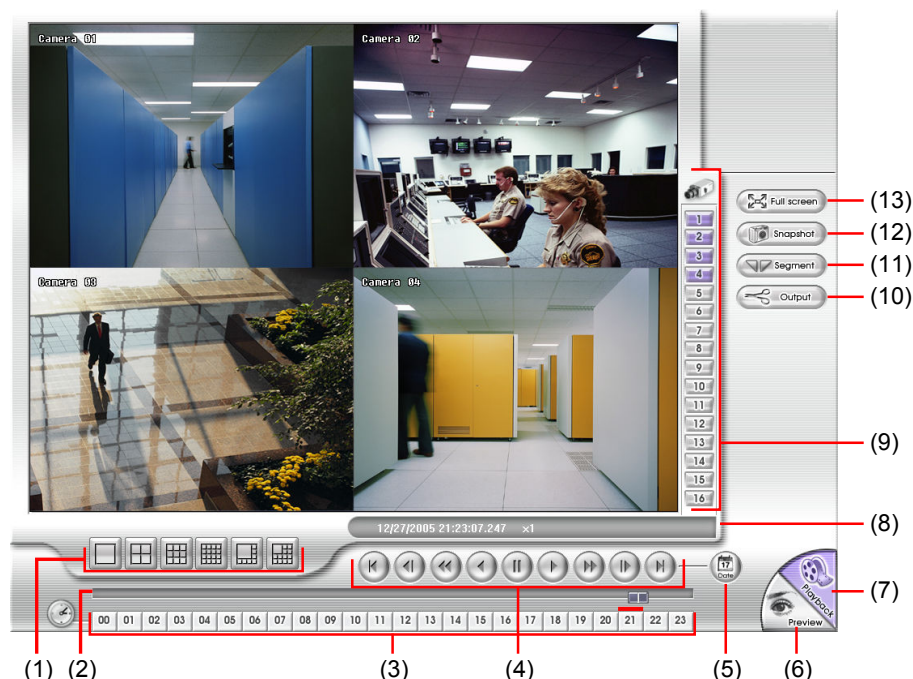 Camera 01
Camera 02
Camera 03
Camera 04
1
2
3
4
5
6
7
8
9
10
11
12
13
14
15
16
Full screen (13)
Snapshot (12)
Segment (11)
Output (10)
(9)
12/27/2005 21:23:07.247 ×1
(8)
17
Date
Playback
Preview
(7)
00 01 02 03 04 05 06 07 08 09 10 11 12 13 14 15 16 17 18 19 20 21 22 23
(1) (2) (3) (4) (5) (6)